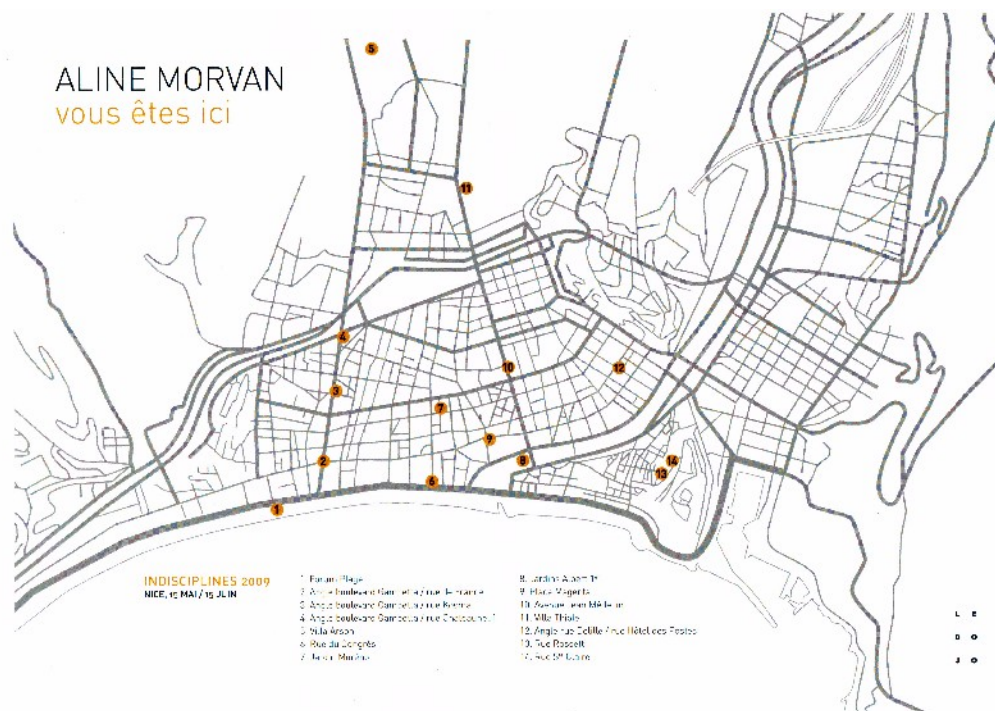 ALINE MORVAN
vous êtes ici
5
11
4
10
12
3
7
9
2
8
14
13
6
1
INDISCIPLINES 2009
NICE, 15 MAI / 15 JUIN
1. Forum Plage
2. Angle boulevard Gambetta / rue de France
3. Angle boulevard Gambetta / rue
4. Angle boulevard Gambetta / rue
5. Villa Arson
6. Rue du Congrès
7.
8. Jardins Albert 1er
9. Place Magenta
10. Avenue Jean Médecin
11. Villa Thiole
12. Angle rue Delille / rue Hôtel des Postes
13. Rue Rossetti
14. Rue Ste Claire
L E
D O
J O